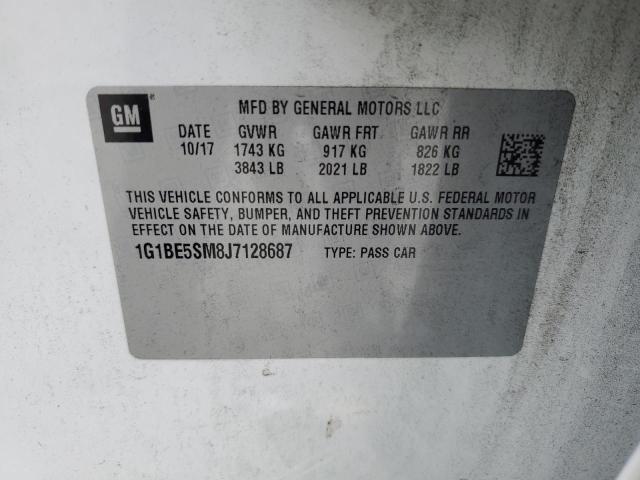 GM
MFD BY GENERAL MOTORS LLC
DATE GVWR GAWR FRT GAWR RR
10/17 1743 KG 917 KG 826 KG
3843 LB 2021 LB 1822 LB
THIS VEHICLE CONFORMS TO ALL APPLICABLE U.S. FEDERAL MOTOR
VEHICLE SAFETY, BUMPER, AND THEFT PREVENTION STANDARDS IN
EFFECT ON THE DATE OF MANUFACTURE SHOWN ABOVE.
1G1BE5SM8J7128687 TYPE: PASS CAR